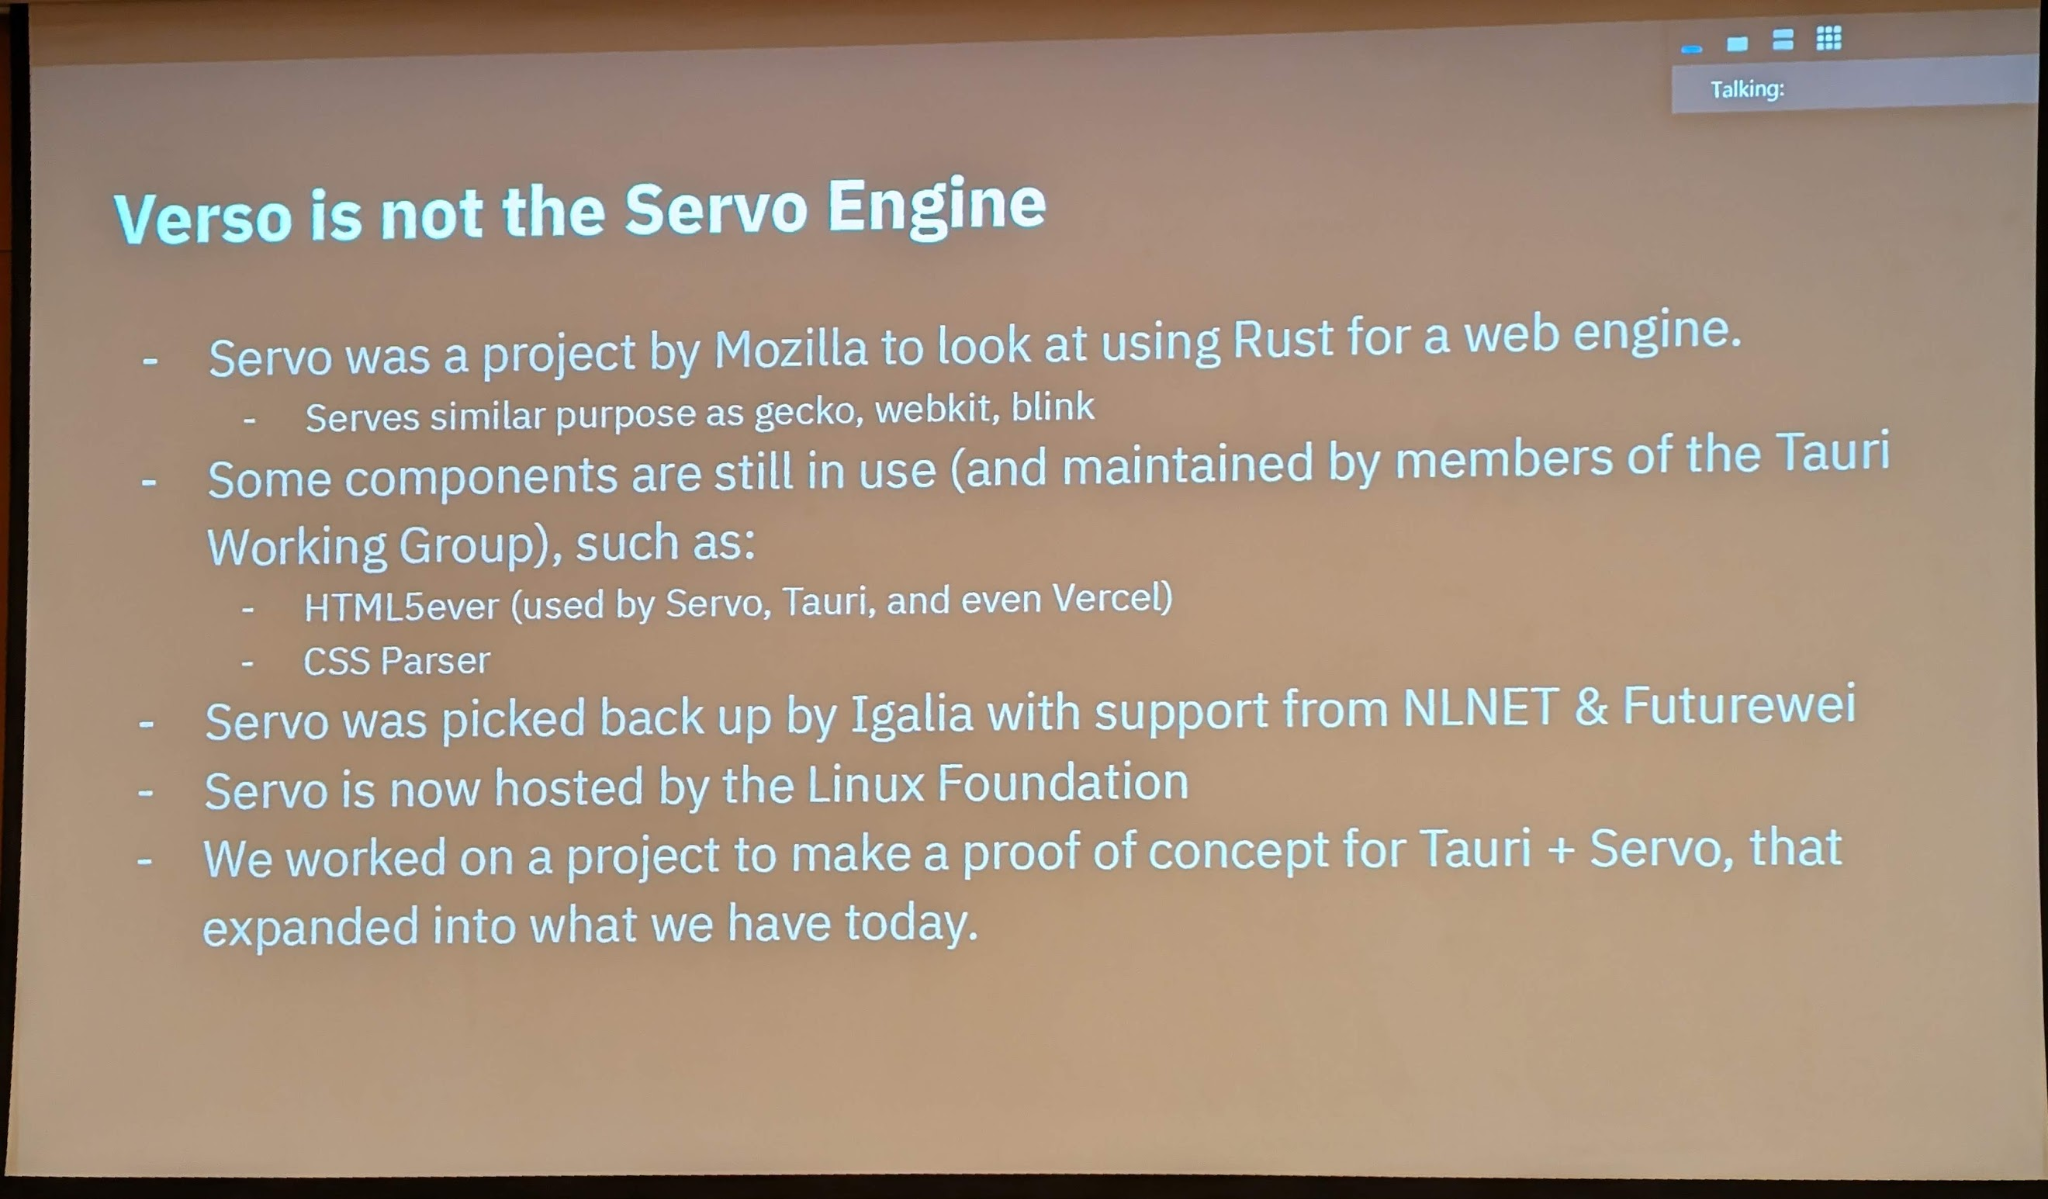 Talking:
Verso is not the Servo Engine
- Servo was a project by Mozilla to look at using Rust for a web engine.
- Serves similar purpose as gecko, webkit, blink
- Some components are still in use (and maintained by members of the Tauri
Working Group), such as:
- HTML5ever (used by Servo, Tauri, and even Vercel)
- CSS Parser
- Servo was picked back up by Igalia with support from NLNET & Futurewei
- Servo is now hosted by the Linux Foundation
- We worked on a project to make a proof of concept for Tauri + Servo, that
expanded into what we have today.